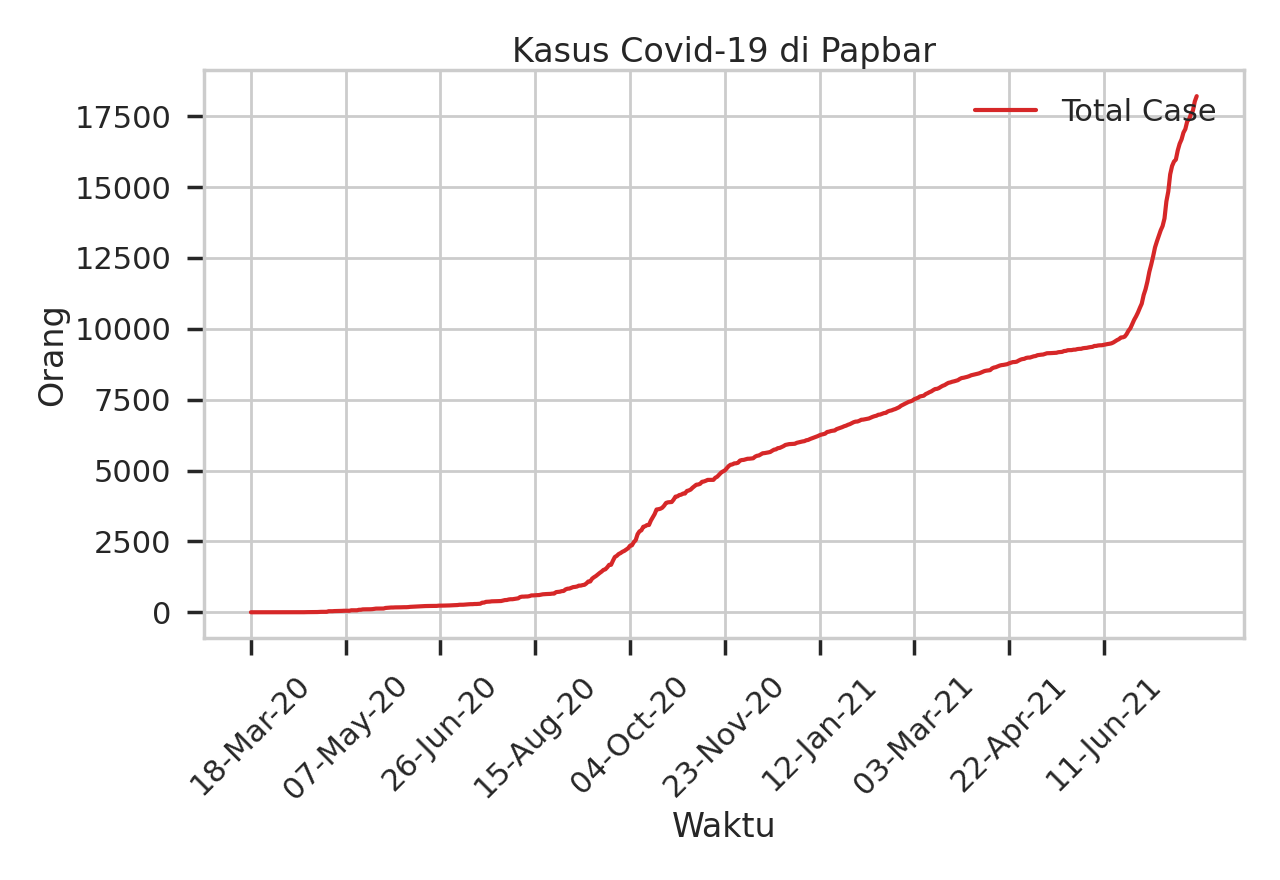 Kasus Covid-19 di Papbar
Total Case
17500
15000
12500
10000
7500
5000
2500
0
Orang
18-Mar-20
07-May-20
26-Jun-20
15-Aug-20
04-Oct-20
23-Nov-20
12-Jan-21
03-Mar-21
22-Apr-21
11-Jun-21
Waktu